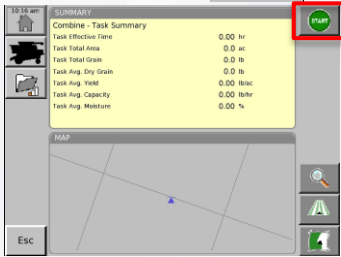 10:16 am
SUMMARY
START
Combine - Task Summary
Task Effective Time 0.00 hr
Task Total Area 0.0 ac
Task Total Grain 0.0 lb
Task Avg. Dry Grain 0.0 lb
Task Avg. Yield 0.00 lb/ac
Task Avg. Capacity 0.00 lb/hr
Task Avg. Moisture 0.00 %
MAP
Esc